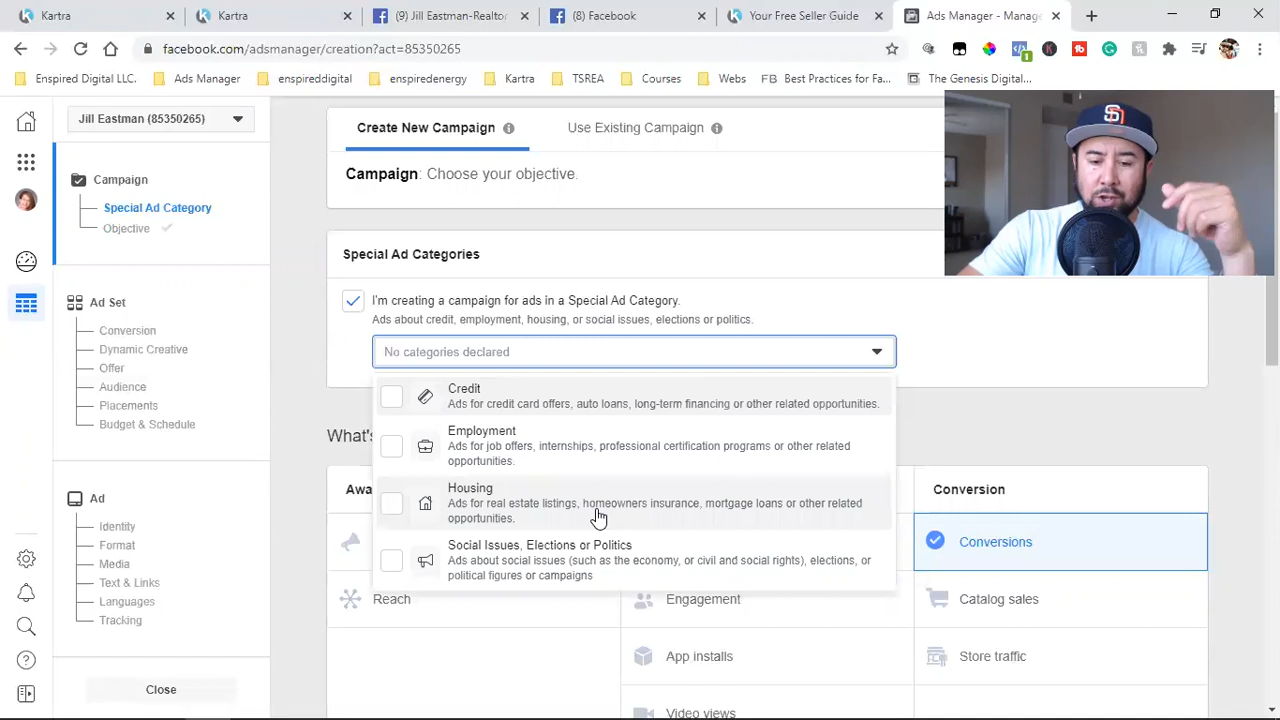 Kartra
Kartra
(9) Jill Eastman-Realtor
(8) Facebook
Your Free Seller Guide
Ads Manager - Manage
facebook.com/adsmanager/creation?act=85350265
1
Enspired Digital LLC.
Ads Manager
enspireddigital
enspiredenergy
Kartra
TSREA
Courses
Webs
FB Best Practices for Fa...
The Genesis Digital...
Jill Eastman (85350265)
Campaign
Special Ad Category
Objective
Ad Set
Conversion
Dynamic Creative
Offer
Audience
Placements
Budget & Schedule
Ad
Identity
Format
Media
Text & Links
Languages
Tracking
Close
Create New Campaign
Use Existing Campaign
Campaign: Choose your objective.
Special Ad Categories
I'm creating a campaign for ads in a Special Ad Category.
Ads about credit, employment, housing, or social issues, elections or politics.
No categories declared
Credit
Ads for credit card offers, auto loans, long-term financing or other related opportunities.
Employment
Ads for job offers, internships, professional certification programs or other related
opportunities.
Housing
Ads for real estate listings, homeowners insurance, mortgage loans or other related
opportunities.
Social Issues, Elections or Politics
Ads about social issues (such as the economy, or civil and social rights), elections, or
political figures or campaigns
What's
Awa
Conversion
Conversions
Reach
Engagement
Catalog sales
App installs
Store traffic
Video views
SD